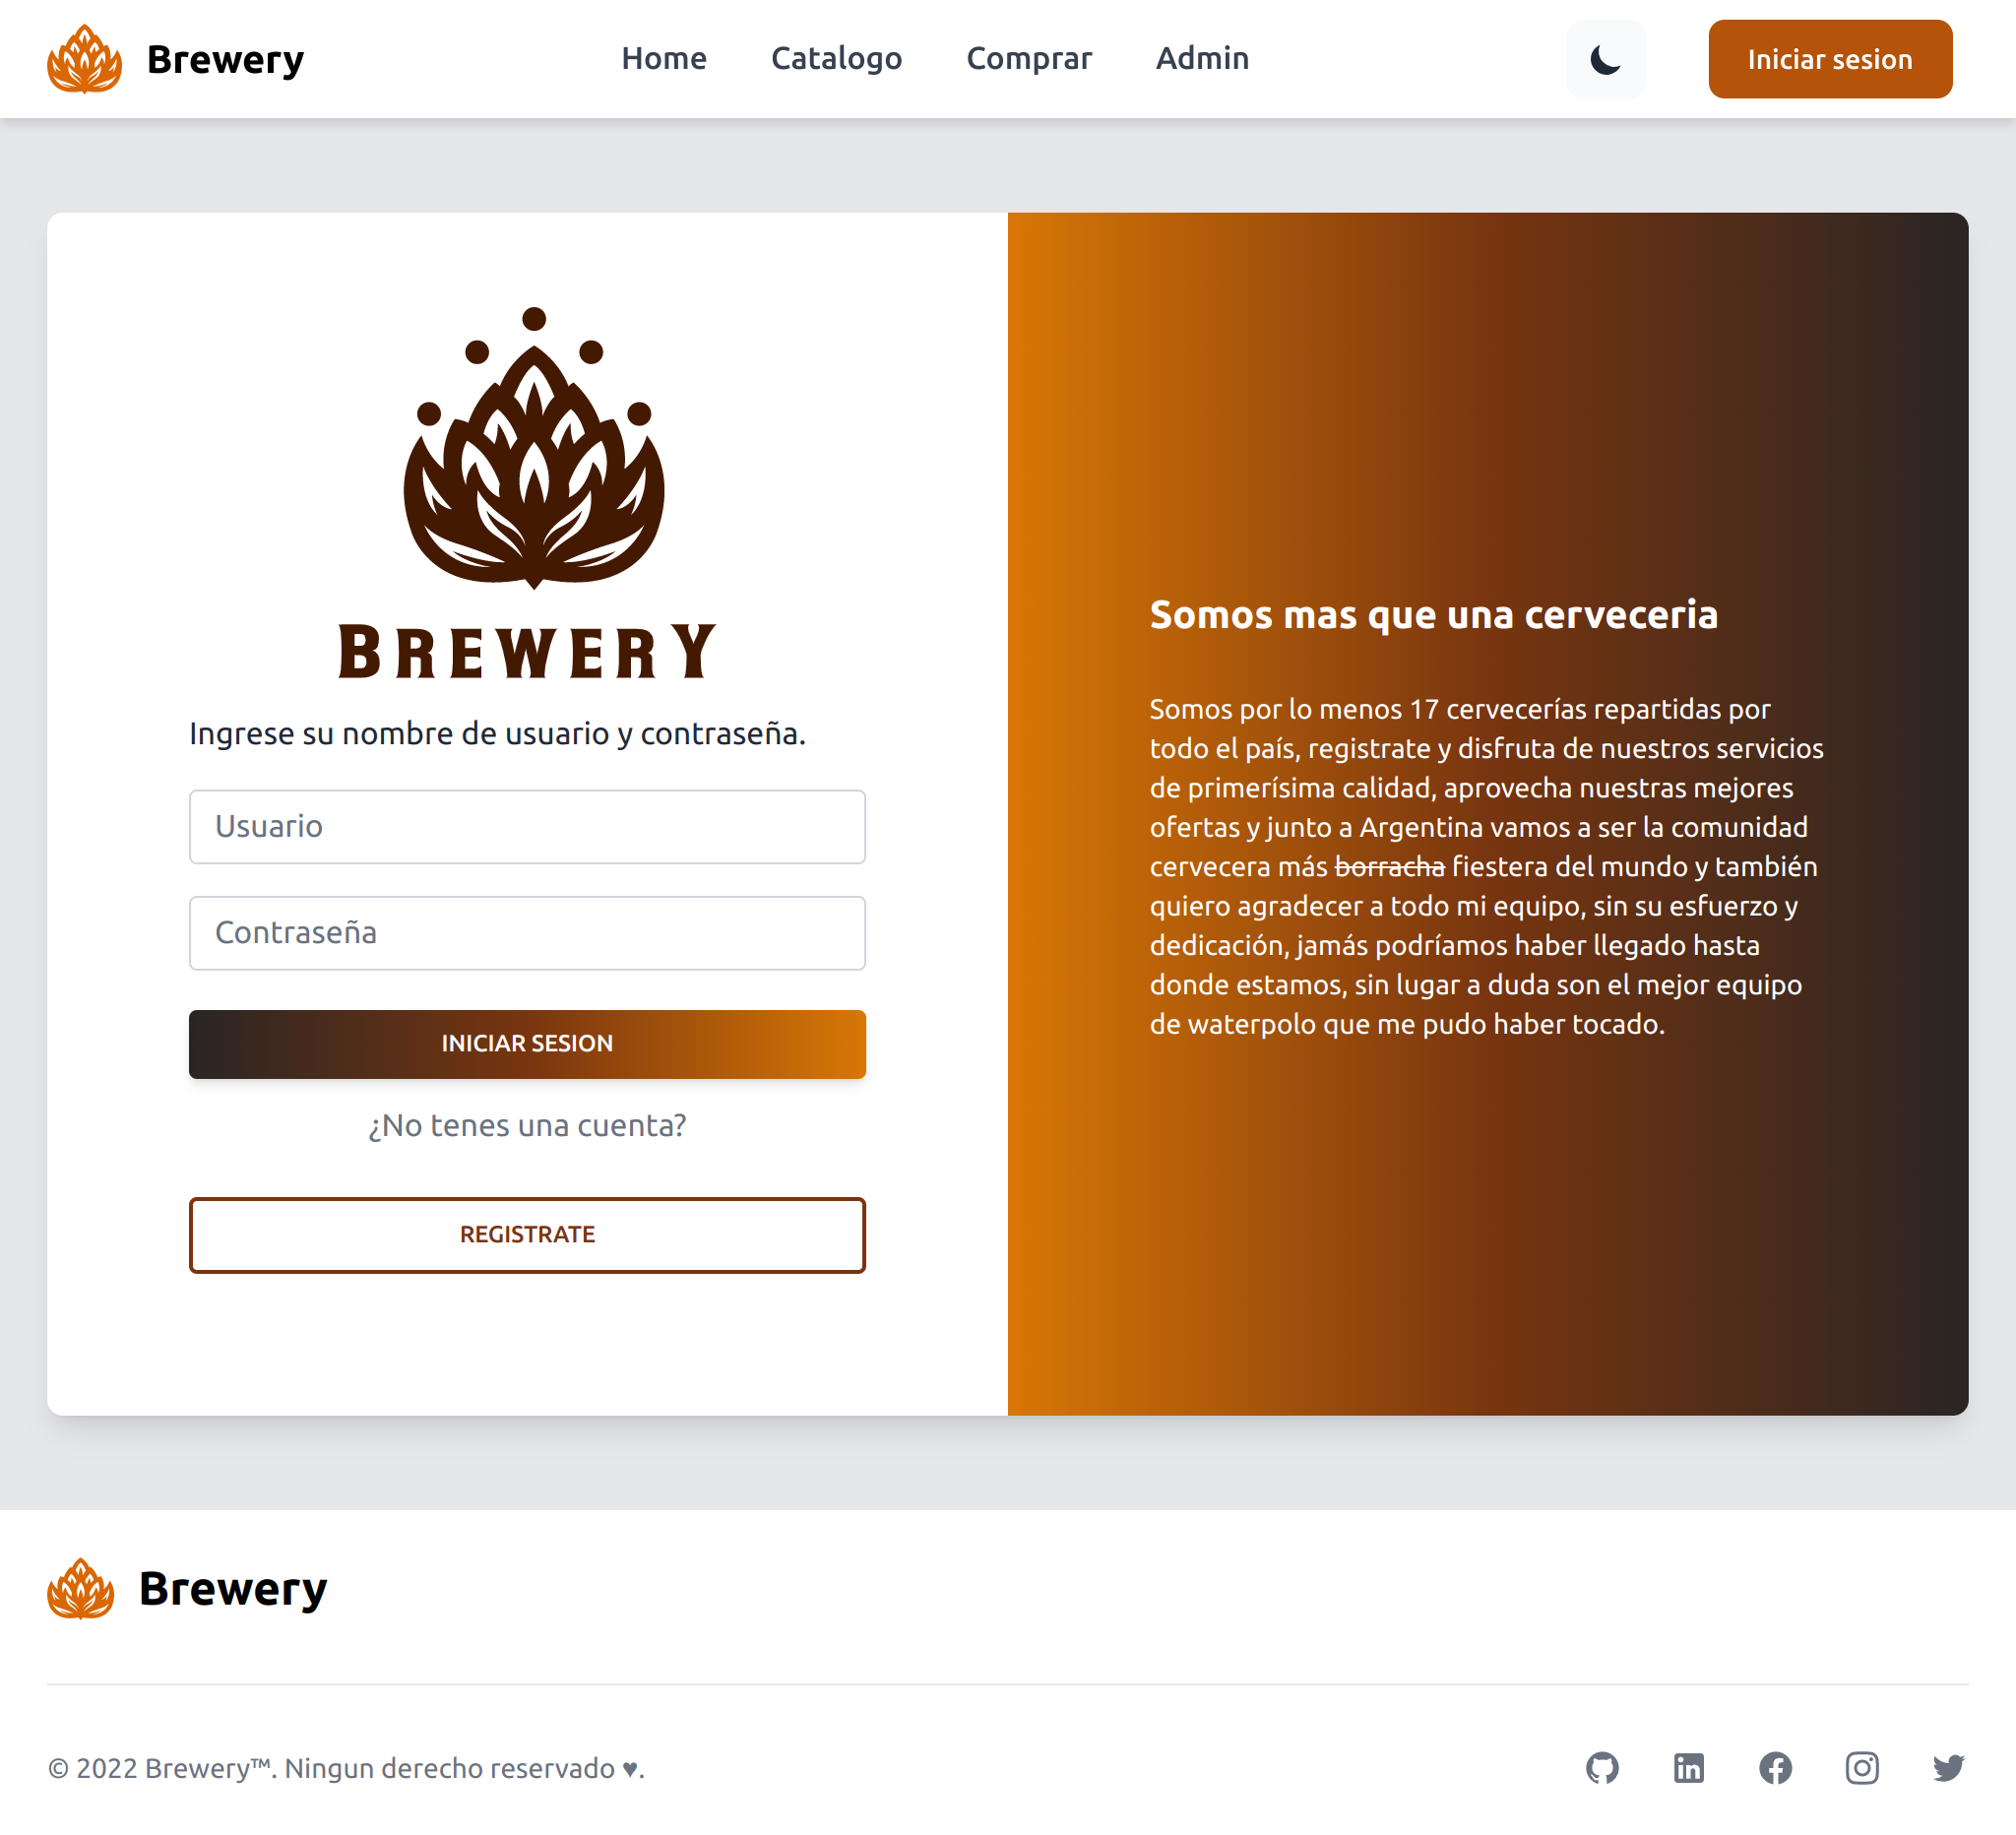 Brewery
Home
Catalogo
Comprar
Admin
Iniciar sesion
BREWERY
Ingrese su nombre de usuario y contraseña.
Usuario
Contraseña
INICIAR SESION
¿No tenes una cuenta?
REGISTRATE
Somos mas que una cerveceria
Somos por lo menos 17 cervecerías repartidas por
todo el país, registrate y disfruta de nuestros servicios
de primerísima calidad, aprovecha nuestras mejores
ofertas y junto a Argentina vamos a ser la comunidad
cervecera más borracha fiestera del mundo y también
quiero agradecer a todo mi equipo, sin su esfuerzo y
dedicación, jamás podríamos haber llegado hasta
donde estamos, sin lugar a duda son el mejor equipo
de waterpolo que me pudo haber tocado.
Brewery
© 2022 Brewery™. Ningun derecho reservado ♥.